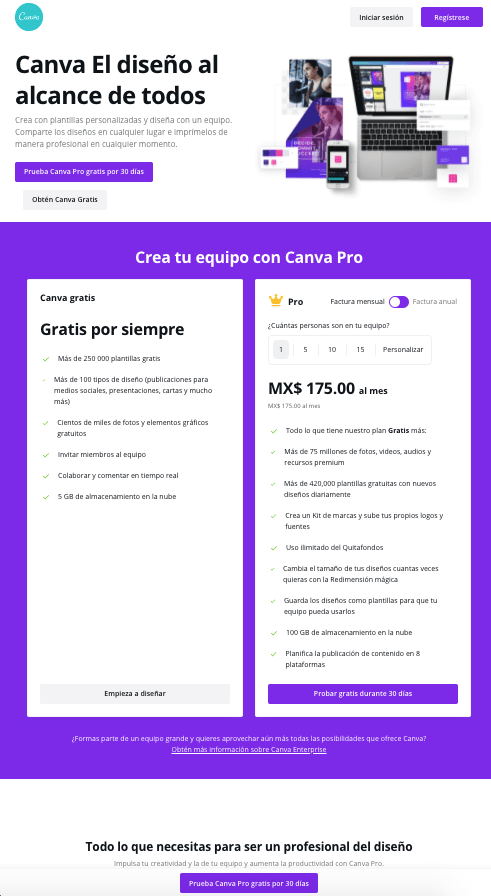 Canva
Iniciar sesión
Regístrese
Canva El diseño al
alcance de todos
Crea con plantillas personalizadas y diseña con un equipo.
Comparte los diseños en cualquier lugar e imprímelos de
manera profesional en cualquier momento.
Prueba Canva Pro gratis por 30 días
Obtén Canva Gratis
Crea tu equipo con Canva Pro
Canva gratis
Gratis por siempre
Más de 250 000 plantillas gratis
Más de 100 tipos de diseño (publicaciones para
medios sociales, presentaciones, cartas y mucho
más)
Cientos de miles de fotos y elementos gráficos
gratuitos
Invitar miembros al equipo
Colaborar y comentar en tiempo real
5 GB de almacenamiento en la nube
Empieza a diseñar
Pro
Factura mensual
Factura anual
¿Cuántas personas son en tu equipo?
1 5 10 15 Personalizar
MX$ 175.00 al mes
MX$ 175.00 al mes
Todo lo que tiene nuestro plan Gratis más:
Más de 75 millones de fotos, videos, audios y
recursos premium
Más de 420,000 plantillas gratuitas con nuevos
diseños diariamente
Crea un Kit de marcas y sube tus propios logos y
fuentes
Uso ilimitado del Quitafondos
Cambia el tamaño de tus diseños cuantas veces
quieras con la Redimensión mágica
Guarda los diseños como plantillas para que tu
equipo pueda usarlos
100 GB de almacenamiento en la nube
Planifica la publicación de contenido en 8
plataformas
Probar gratis durante 30 días
¿Formas parte de un equipo grande y quieres aprovechar aún más todas las posibilidades que ofrece Canva?
Obtén más información sobre Canva Enterprise
Todo lo que necesitas para ser un profesional del diseño
Impulsa tu creatividad y la de tu equipo y aumenta la productividad con Canva Pro.
Prueba Canva Pro gratis por 30 días